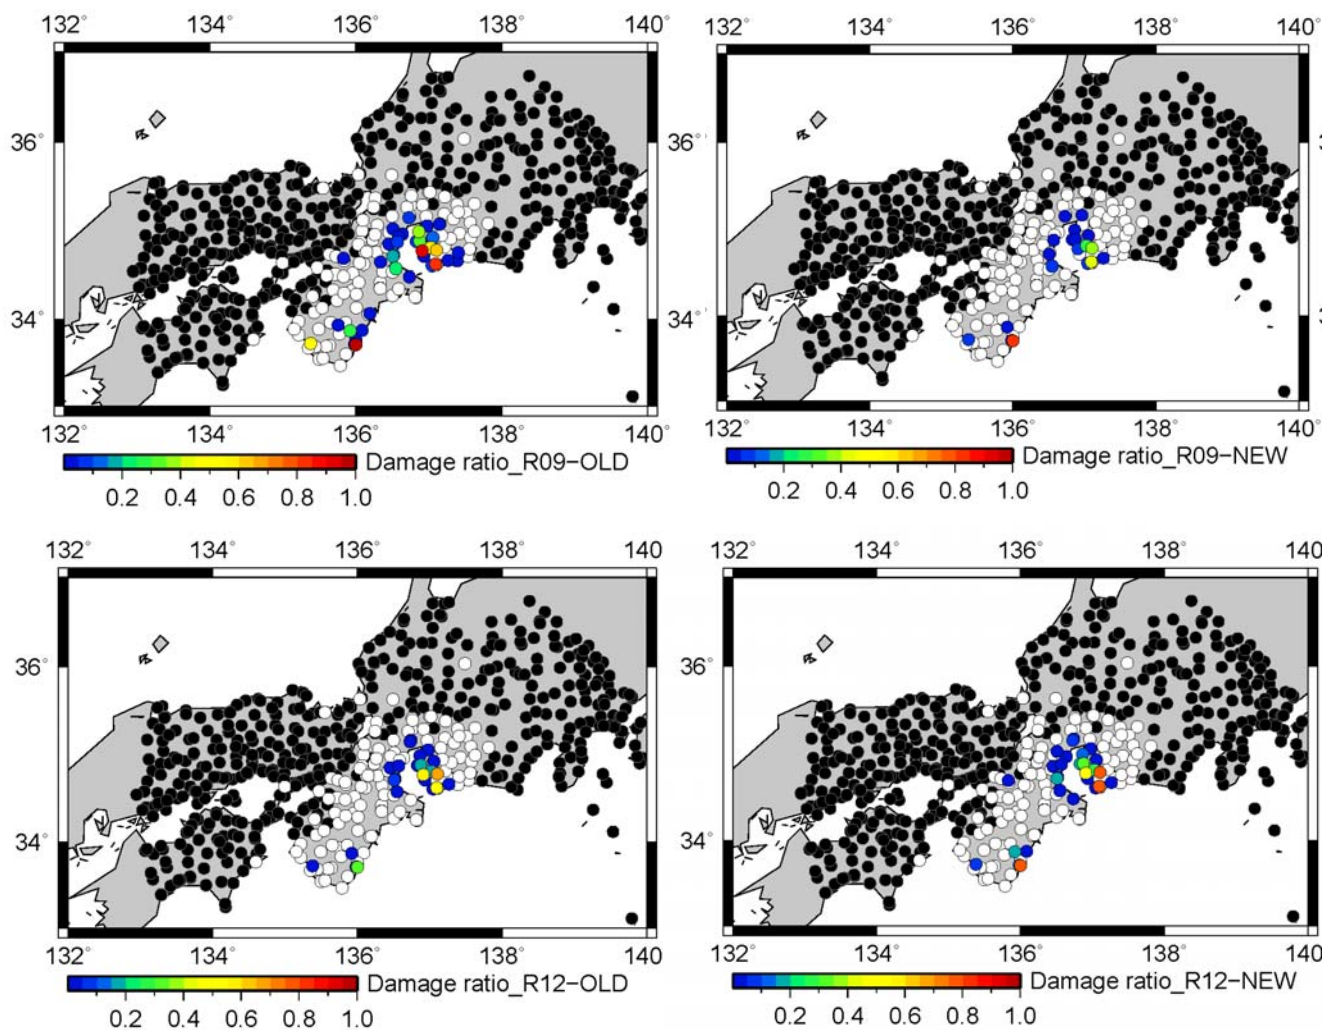 132° 134° 136° 138° 140°
132° 134° 136° 138° 140
36° 36° 3
34° 34° 3
132 134 136 138 140
132 134 136 138 140
Damage ratio_R09−OLD
0.2 0.4 0.6 0.8 1.0
Damage ratio_R09−NEW
0.2 0.4 0.6 0.8 1.0
132° 134° 136° 138° 140
132° 134° 136° 138° 140
36° 36°
34° 34°
132 134 136 138 140
132 134 136 138 140
Damage ratio_R12−OLD
0.2 0.4 0.6 0.8 1.0
Damage ratio_R12−NEW
0.2 0.4 0.6 0.8 1.0